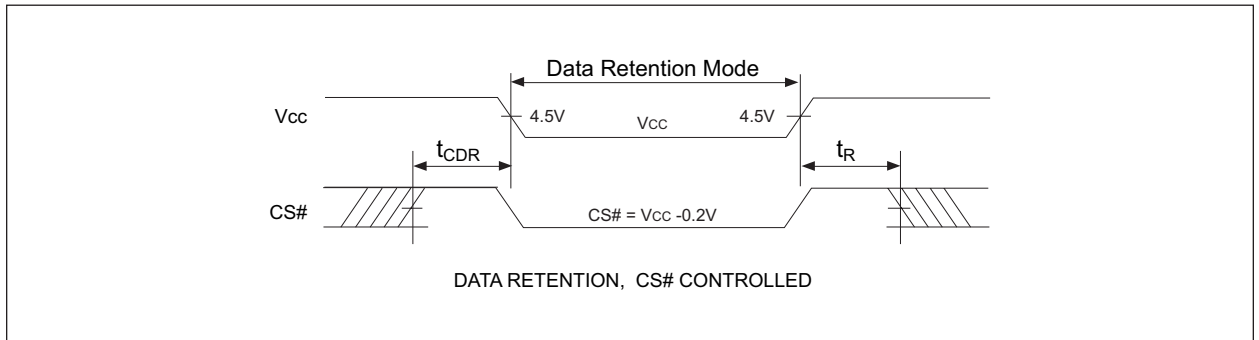 Data Retention Mode
Vcc
4.5V
Vcc
4.5V
tCDR
tR
CS#
CS# = Vcc -0.2V
DATA RETENTION, CS# CONTROLLED